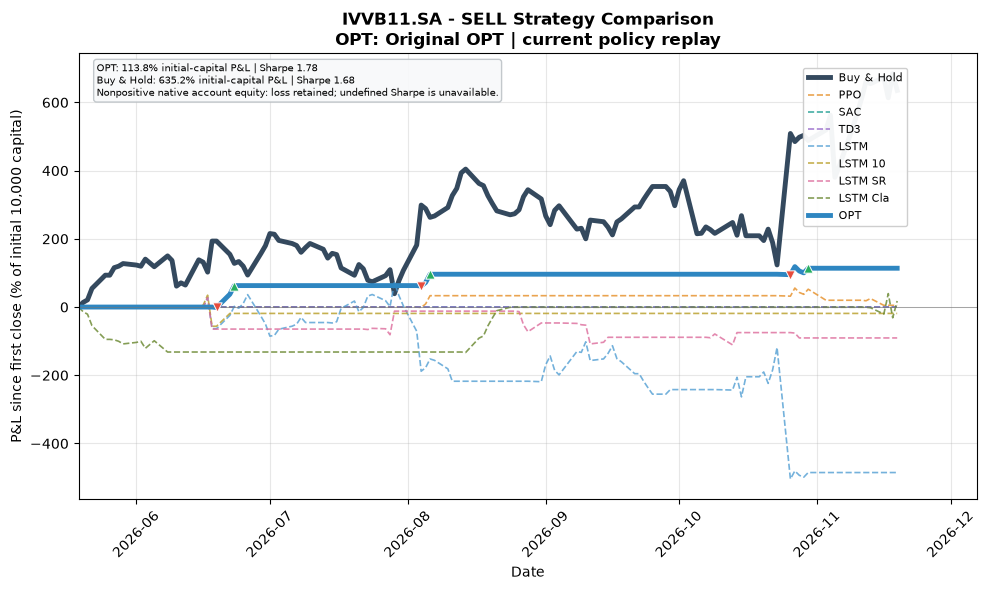 IVVB11.SA - SELL Strategy Comparison
OPT: Original OPT | current policy replay
OPT: 113.8% initial-capital P&L | Sharpe 1.78
Buy & Hold: 635.2% initial-capital P&L | Sharpe 1.68
Nonpositive native account equity: loss retained; undefined Sharpe is unavailable.
Buy & Hold
PPO
SAC
TD3
LSTM
LSTM 10
LSTM SR
LSTM Cla
OPT
P&L since first close (% of initial 10,000 capital)
600
400
200
0
−200
−400
2026-06
2026-07
2026-08
2026-09
2026-10
2026-11
2026-12
Date